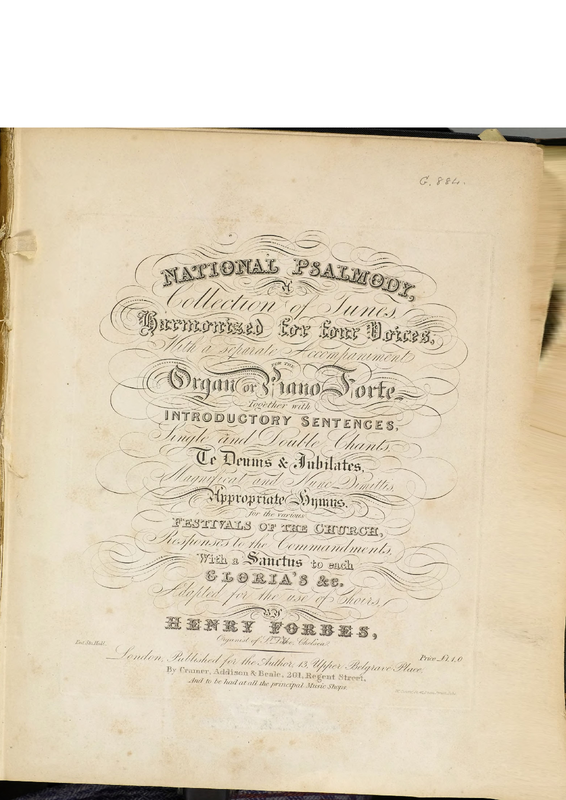 G. 884.
NATIONAL PSALMODY,
A
Collection of Tunes,
Harmonised for four Voices,
With a separate Accompaniment
FOR THE
Organ or Piano Forte
Together with
INTRODUCTORY SENTENCES,
Single and Double Chants,
Te Deums & Jubilates,
Magnificat and Nunc Dimittis,
Appropriate Hymns,
for the various
FESTIVALS OF THE CHURCH,
Responses to the Commandments,
With a Sanctus to each
GLORIA'S &c.
Adapted for the use of Choirs,
BY
HENRY FORBES,
Organist of St. Luke, Chelsea.
Ent. Sta. Hall.
Price £1,1,0
London, Published for the Author, 13, Upper Belgrave Place,
By Cramer, Addison & Beale, 201, Regent Street,
And to be had at all the principal Music Shops